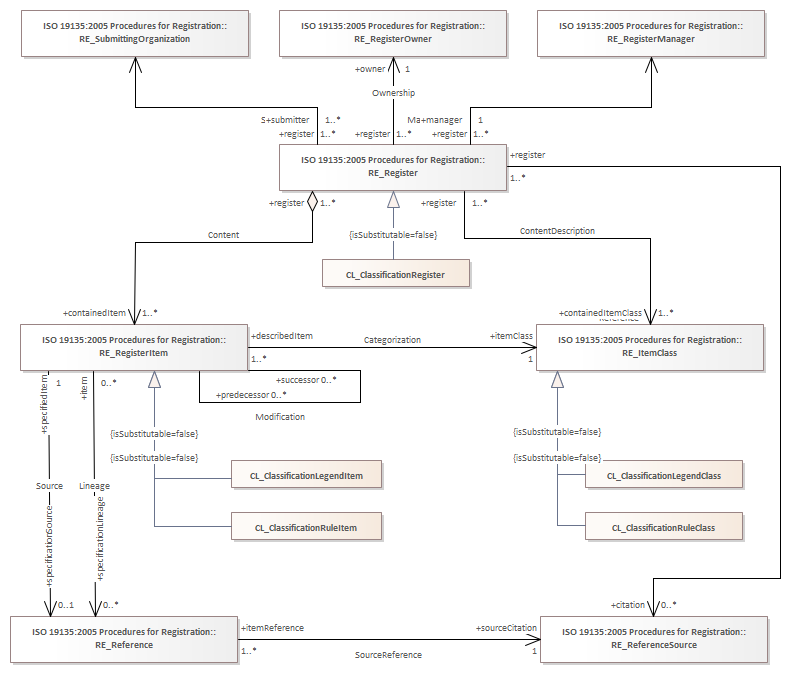 ISO 19135:2005 Procedures for Registration::
RE_SubmittingOrganization
ISO 19135:2005 Procedures for Registration::
RE_RegisterOwner
ISO 19135:2005 Procedures for Registration::
RE_RegisterManager
+owner 1
Ownership
S+submitter 1..*
Ma+manager 1
+register 1..*
+register 1..*
+register 1..*
ISO 19135:2005 Procedures for Registration::
RE_Register
+register
1..*
+register 1..*
+register 1..*
Content
{isSubstitutable=false}
ContentDescription
CL_ClassificationRegister
+containedItem 1..*
+containedItemClass 1..*
ISO 19135:2005 Procedures for Registration::
RE_RegisterItem
+describedItem
1..*
Categorization
+itemClass
1
ISO 19135:2005 Procedures for Registration::
RE_ItemClass
+specifiedItem
1
+item
0..*
+successor 0..*
+predecessor 0..*
Modification
{isSubstitutable=false}
{isSubstitutable=false}
{isSubstitutable=false}
{isSubstitutable=false}
CL_ClassificationLegendItem
CL_ClassificationLegendClass
Source
Lineage
CL_ClassificationRuleItem
CL_ClassificationRuleClass
+specificationSource
+specificationLineage
0..1
0..*
+citation 0..*
ISO 19135:2005 Procedures for Registration::
RE_Reference
+itemReference
1..*
SourceReference
+sourceCitation
1
ISO 19135:2005 Procedures for Registration::
RE_ReferenceSource